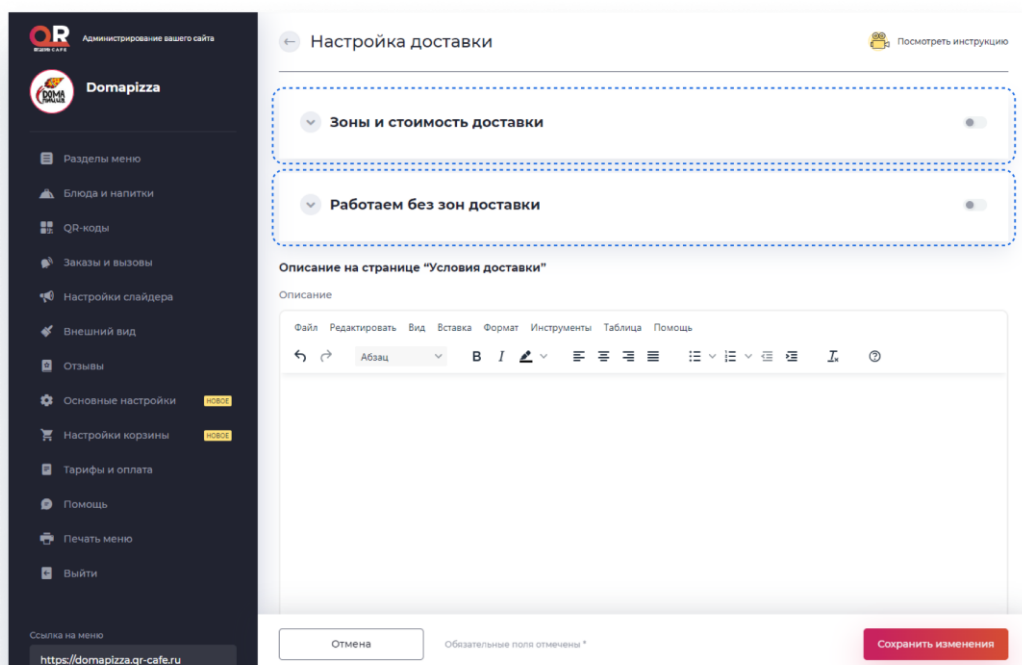 QR
Администрирование вашего сайта
Domapizza
Разделы меню
Блюда и напитки
QR-коды
Заказы и вызовы
Настройки слайдера
Внешний вид
Отзывы
Основные настройки НОВОЕ
Настройки корзины НОВОЕ
Тарифы и оплата
Помощь
Печать меню
Выйти
Ссылка на меню
https://domapizza.qr-cafe.ru
Настройка доставки
Посмотреть инструкцию
Зоны и стоимость доставки
Работаем без зон доставки
Описание на странице “Условия доставки”
Описание
Файл Редактировать Вид Вставка Формат Инструменты Таблица Помощь
Абзац B I
Отмена
Обязательные поля отмечены *
Сохранить изменения